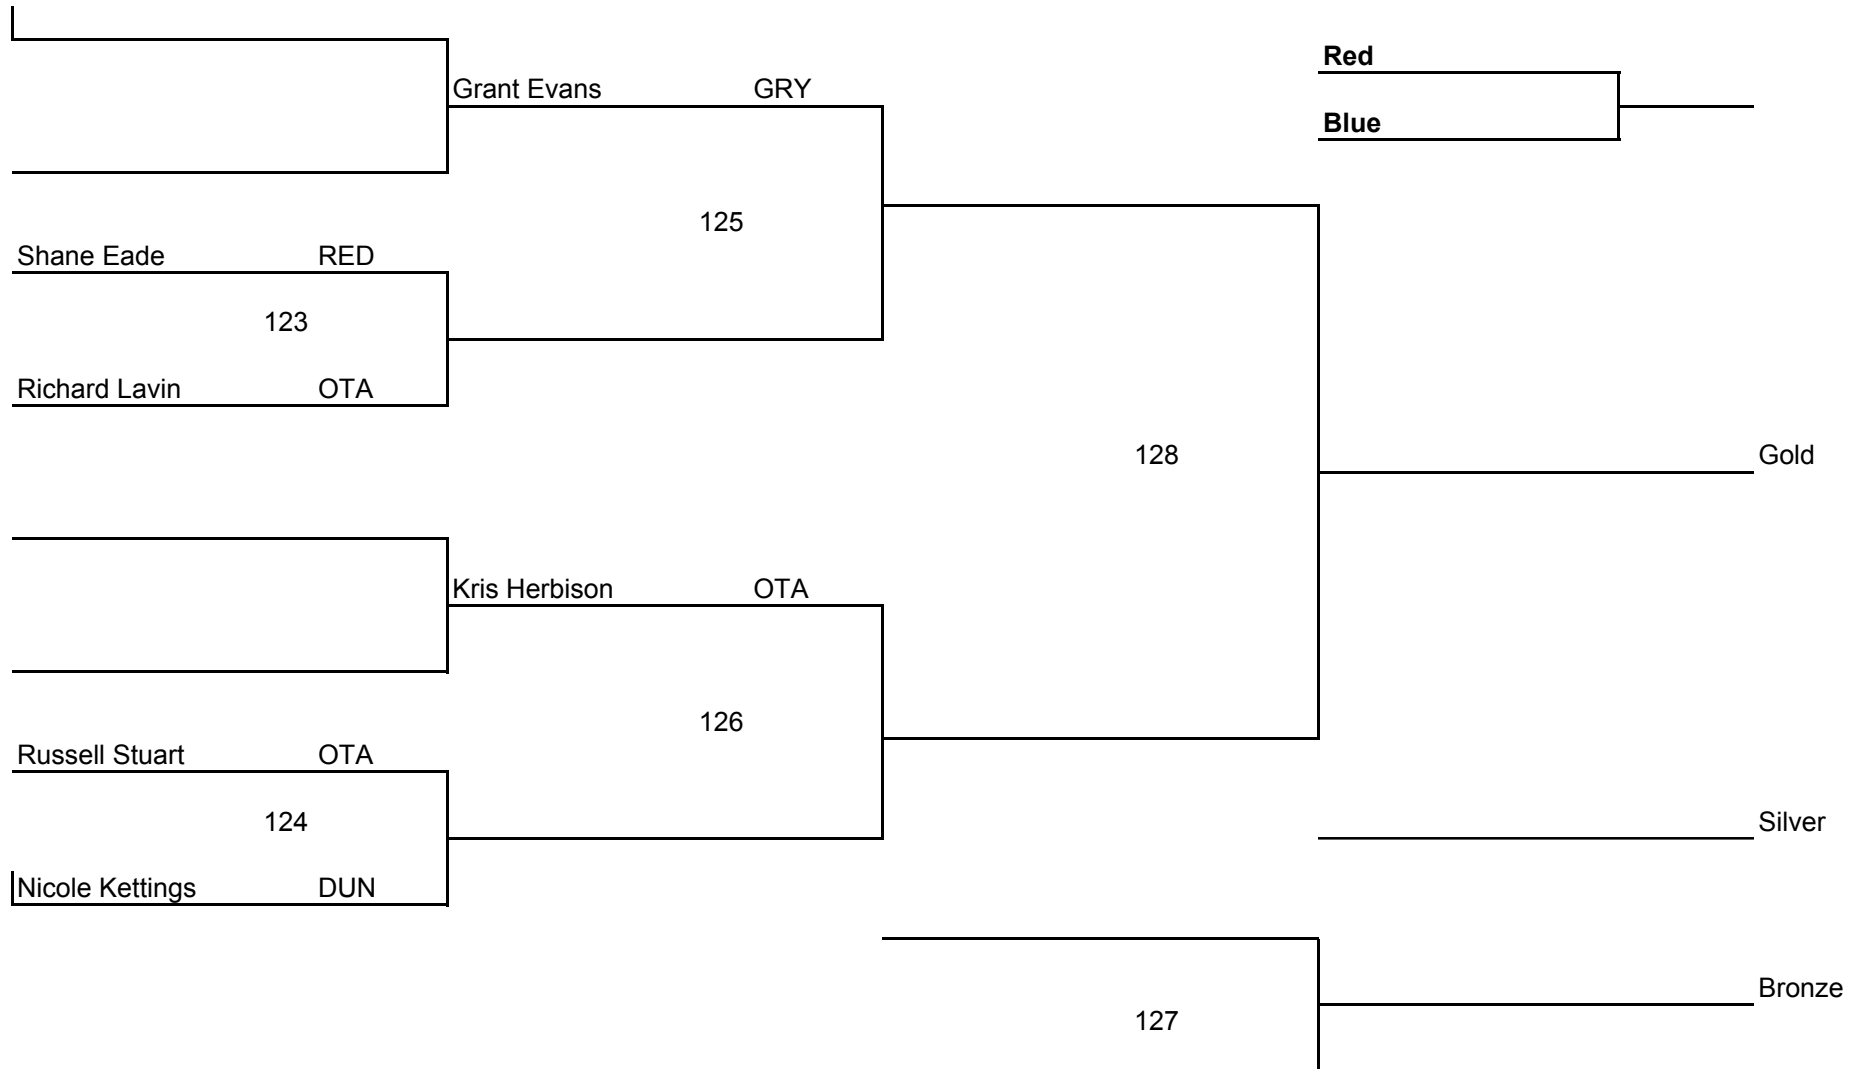 Red
Grant Evans GRY
Blue
125
Shane Eade RED
123
Richard Lavin OTA
128
Gold
Kris Herbison OTA
126
Russell Stuart OTA
124
Silver
Nicole Kettings DUN
Bronze
127